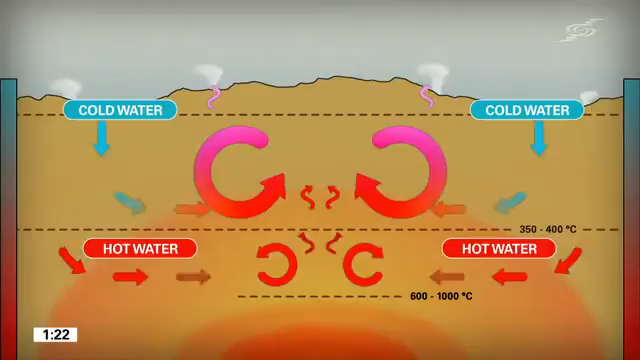 COLD WATER
COLD WATER
350 - 400 °C
HOT WATER
HOT WATER
600 - 1000 °C
1:22